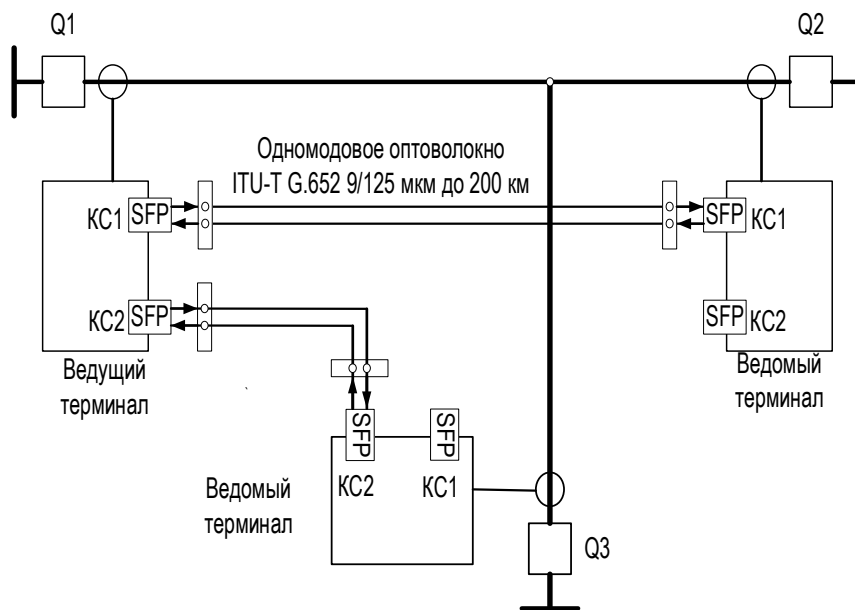 Q1
Q2
Одномодовое оптоволокно
ITU-T G.652 9/125 мкм до 200 км
КС1
SFP
SFP
КС1
КС2
SFP
SFP
КС2
Ведущий
терминал
Ведомый
терминал
SFP
SFP
КС2
КС1
Ведомый
терминал
Q3